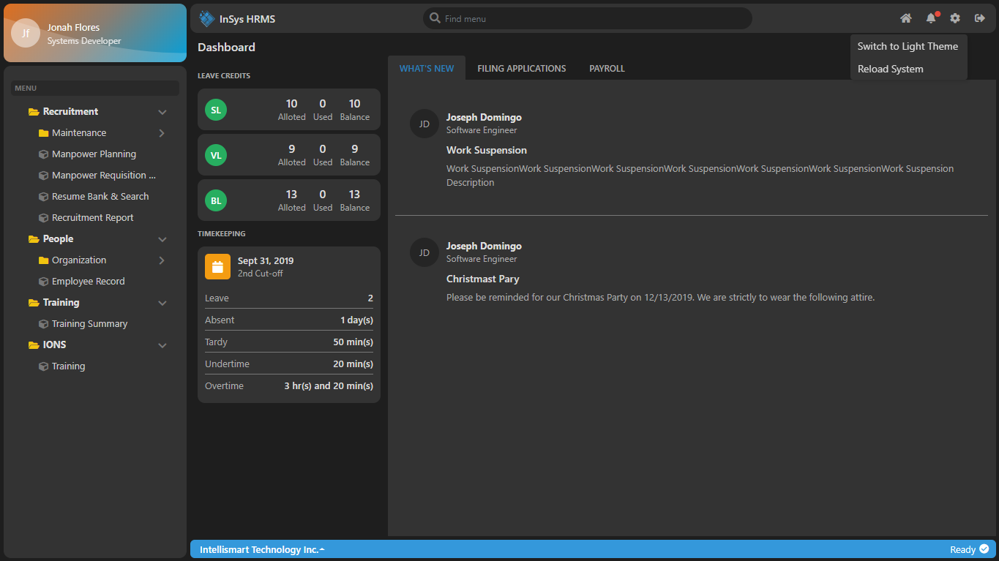 Jf
Jonah Flores
Systems Developer
MENU
Recruitment
Maintenance
Manpower Planning
Manpower Requisition ...
Resume Bank & Search
Recruitment Report
People
Organization
Employee Record
Training
Training Summary
IONS
Training
InSys HRMS
Find menu
Switch to Light Theme
Reload System
Dashboard
LEAVE CREDITS
SL
10 0 10
Alloted Used Balance
VL
9 0 9
Alloted Used Balance
BL
13 0 13
Alloted Used Balance
TIMEKEEPING
Sept 31, 2019
2nd Cut-off
Leave 2
Absent 1 day(s)
Tardy 50 min(s)
Undertime 20 min(s)
Overtime 3 hr(s) and 20 min(s)
WHAT'S NEW FILING APPLICATIONS PAYROLL
JD
Joseph Domingo
Software Engineer
Work Suspension
Work SuspensionWork SuspensionWork SuspensionWork SuspensionWork SuspensionWork SuspensionWork Suspension
Description
JD
Joseph Domingo
Software Engineer
Christmast Pary
Please be reminded for our Christmas Party on 12/13/2019. We are strictly to wear the following attire.
Intellismart Technology Inc.
Ready